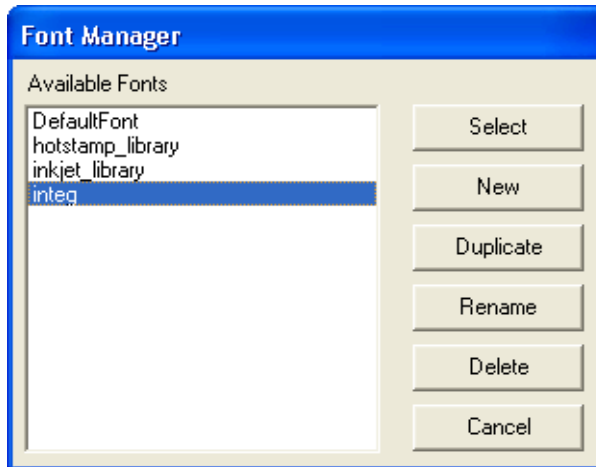 Font Manager
Available Fonts
DefaultFont
hotstamp_library
inkjet_library
integ
Select
New
Duplicate
Rename
Delete
Cancel